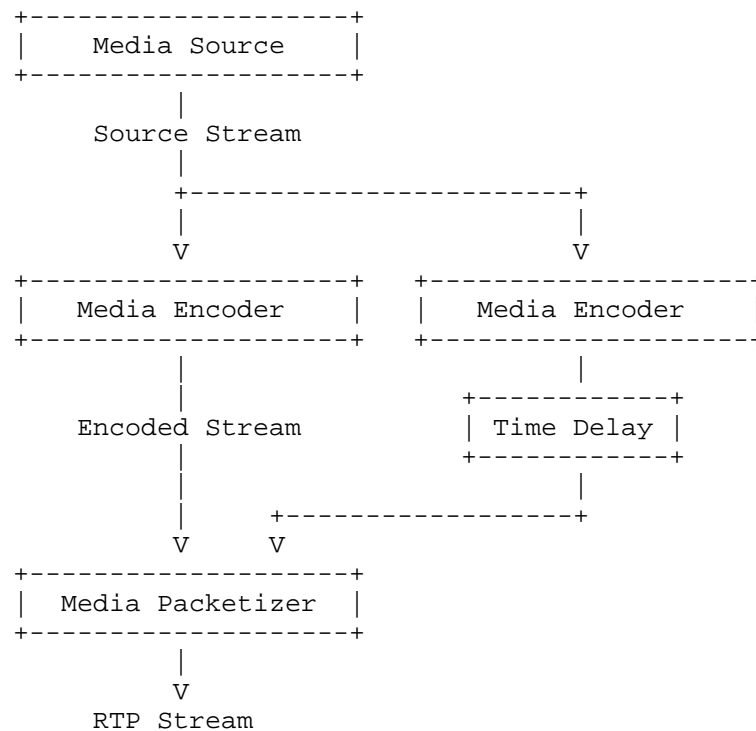 Media Source
Source Stream
Media Encoder Media Encoder
Encoded Stream Time Delay
Media Packetizer
RTP Stream